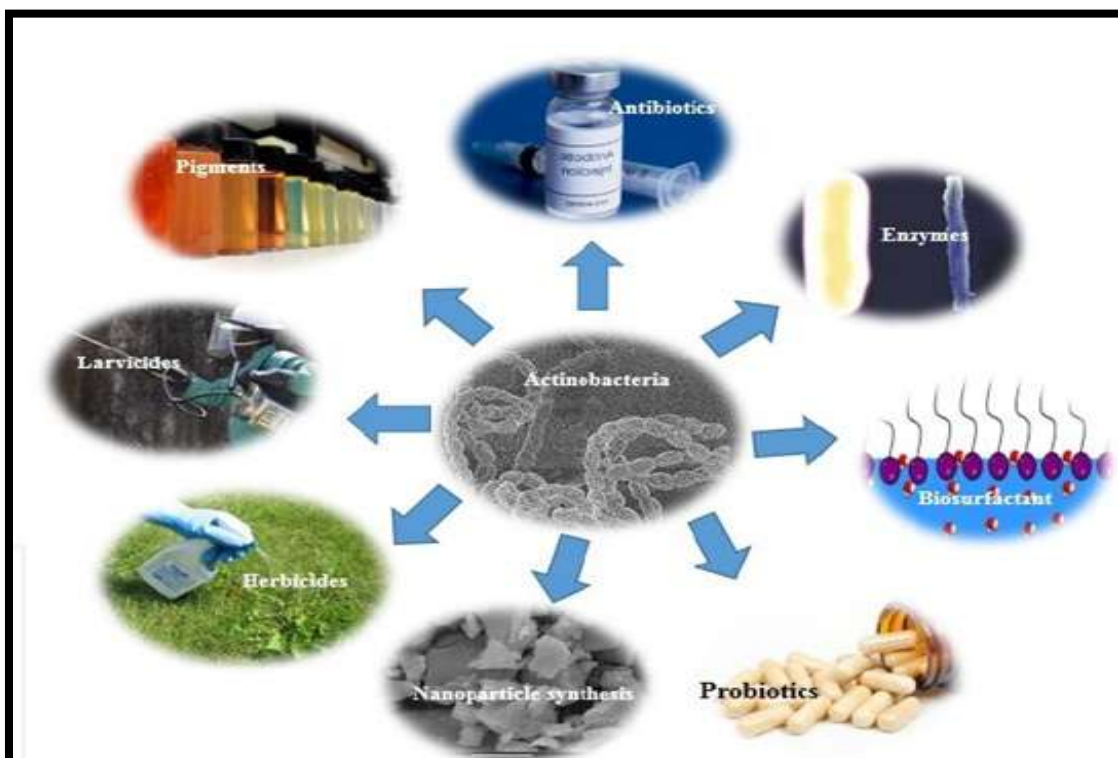 Antibiotics
Pigments
Enzymes
Larvicides
Actinobacteria
Biosurfactant
Herbicides
Nanoparticle synthesis
Probiotics